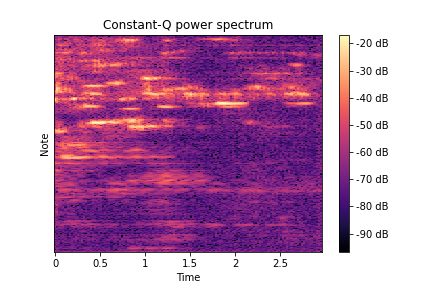 Constant-Q power spectrum
Note
0
0.5
1
1.5
2
2.5
Time
-20 dB
-30 dB
-40 dB
-50 dB
-60 dB
-70 dB
-80 dB
-90 dB